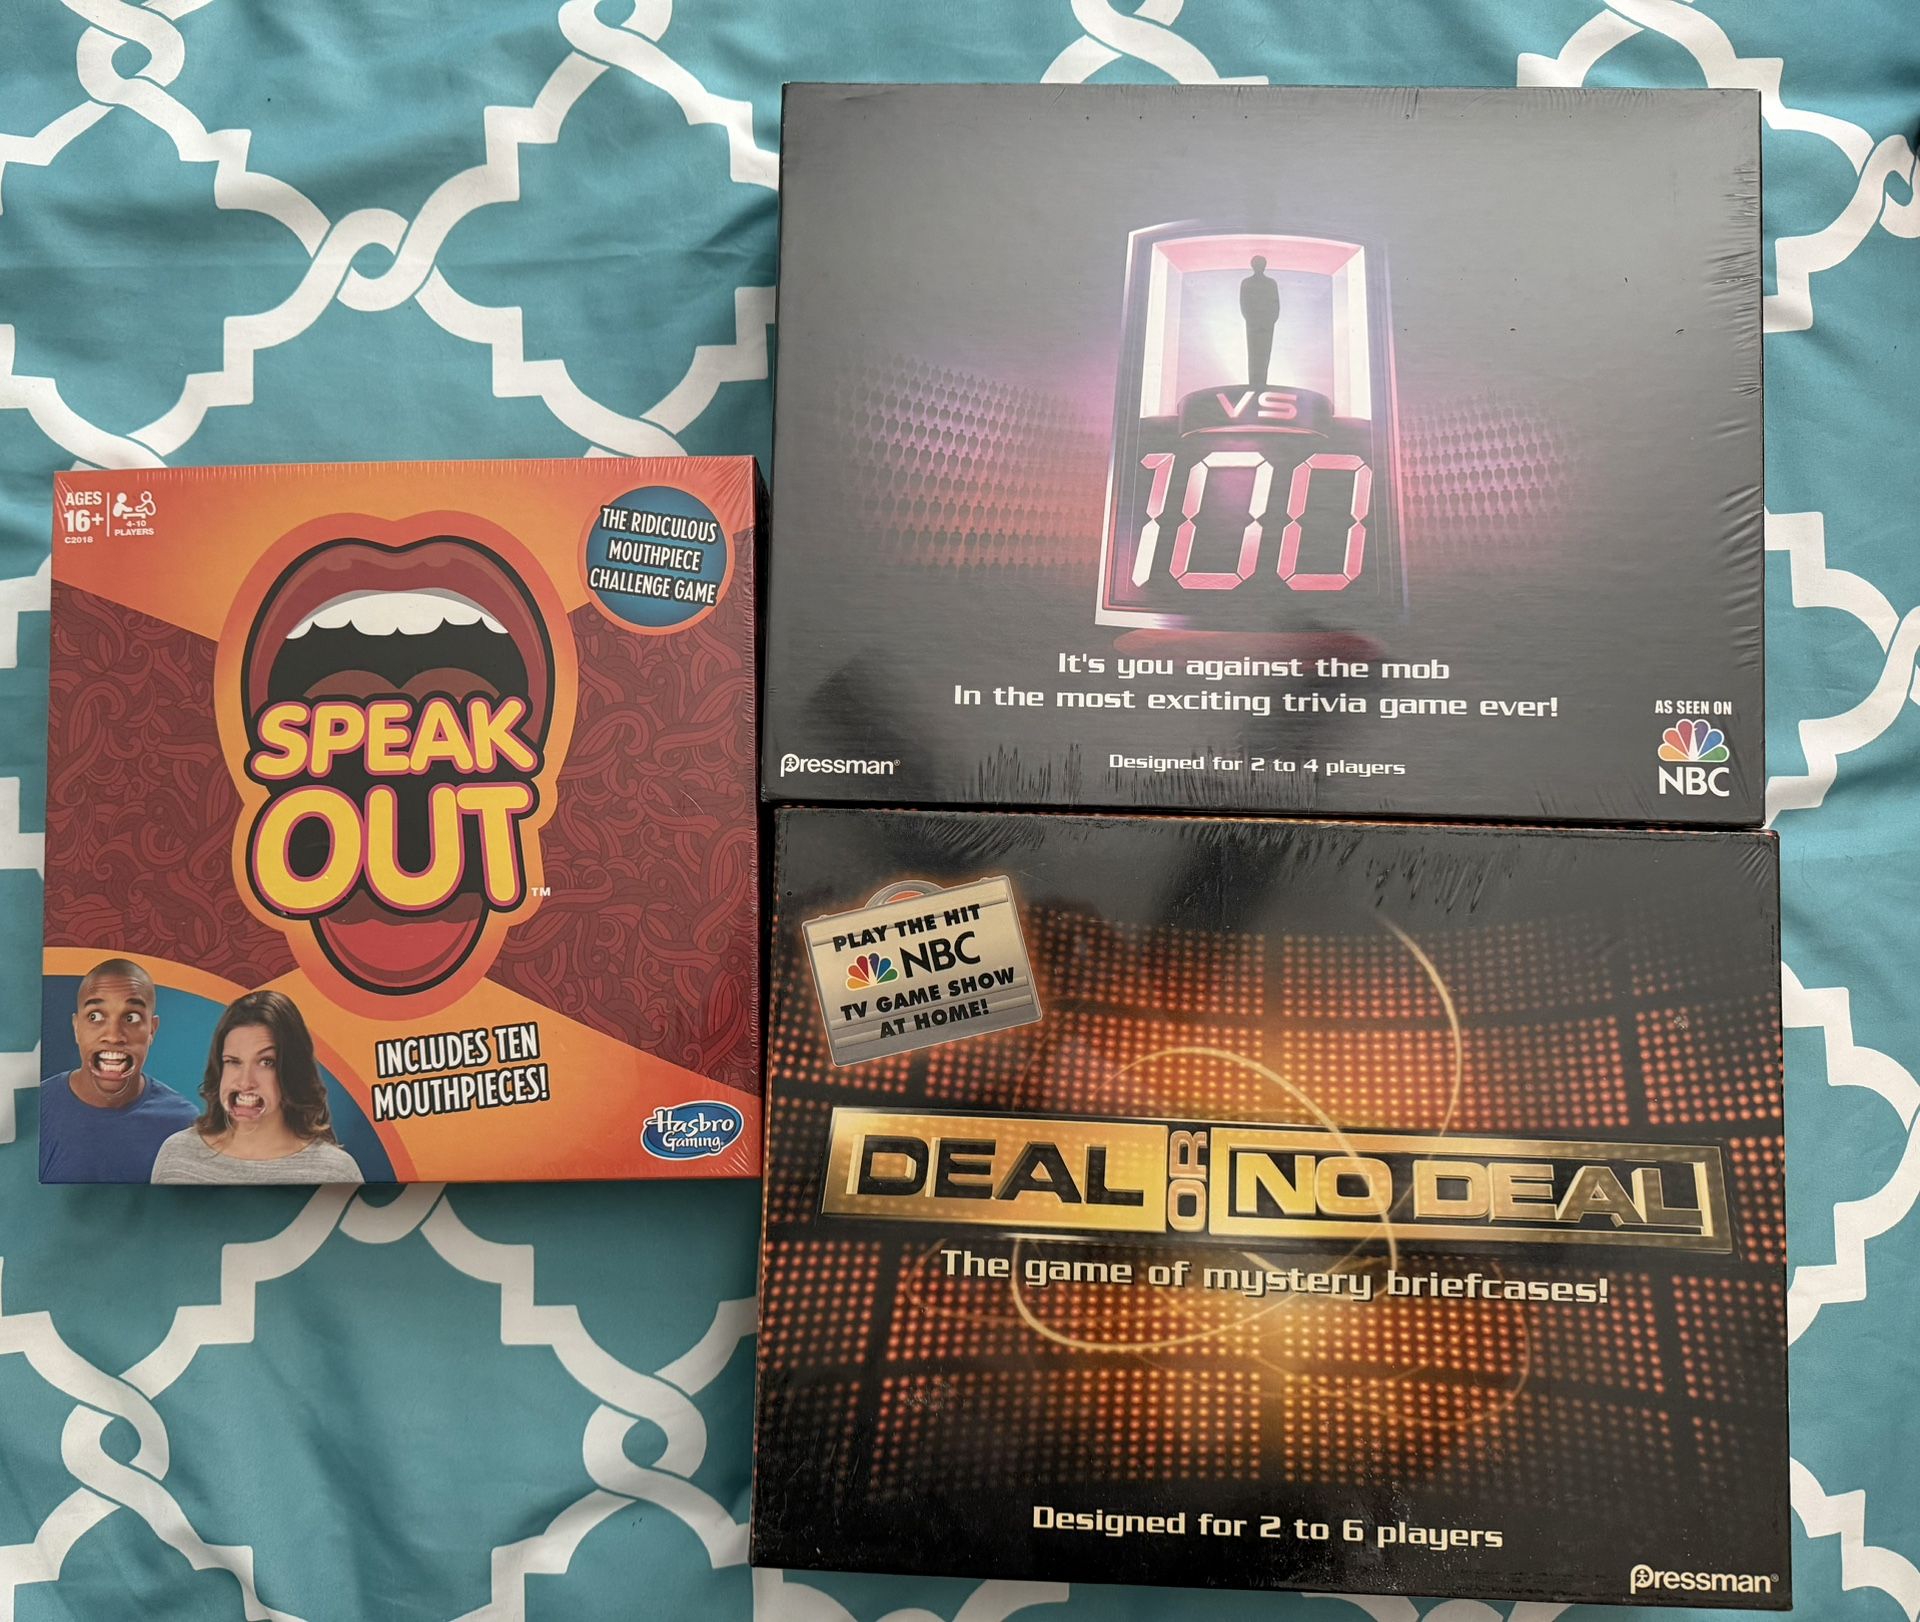 AGES
16+
C2018
4-10
PLAYERS
THE RIDICULOUS
MOUTHPIECE
CHALLENGE GAME
SPEAK
OUT
TM
INCLUDES TEN
MOUTHPIECES!
Hasbro
Gaming
VS
100
It's you against the mob
In the most exciting trivia game ever!
AS SEEN ON
NBC
Pressman®
Designed for 2 to 4 players
PLAY THE HIT
NBC
TV GAME SHOW
AT HOME!
DEAL OR NO DEAL
The game of mystery briefcases!
Designed for 2 to 6 players
Pressman®